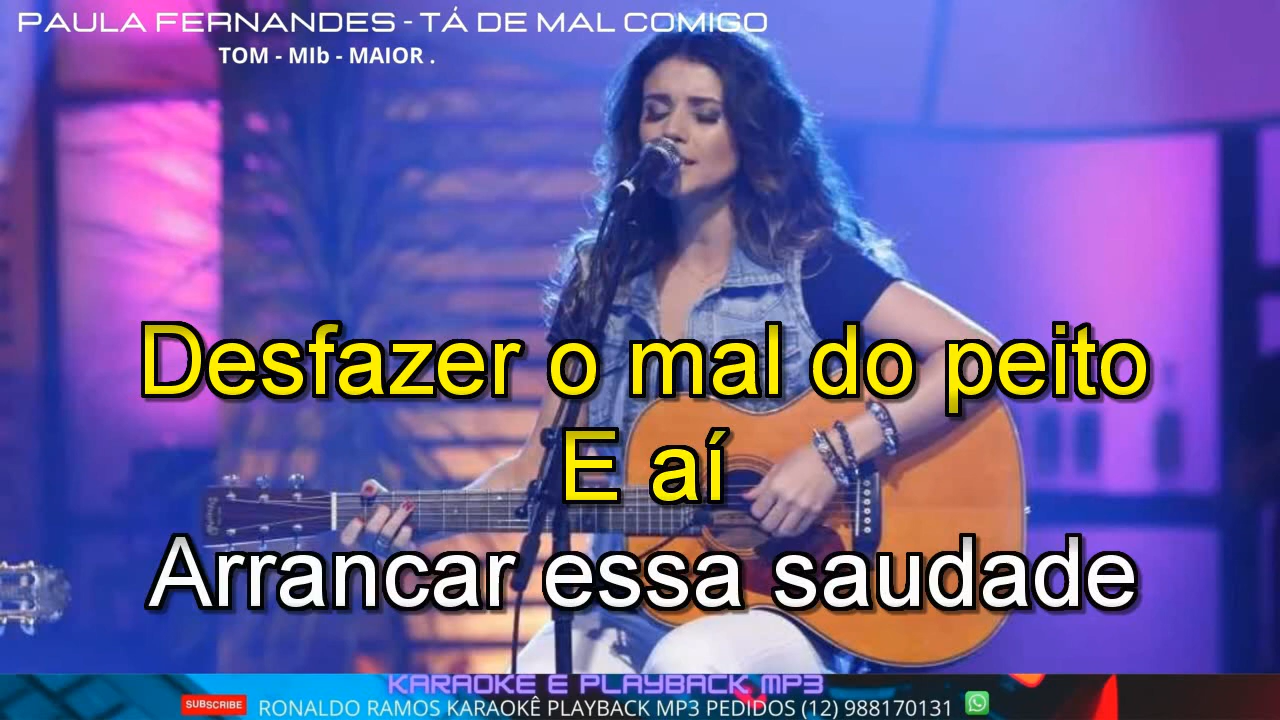 PAULA FERNANDES - TÁ DE MAL COMIGO
TOM - MIb - MAIOR .
Desfazer o mal do peito
E aí
Arrancar essa saudade
KARAOKE E PLAYBACK MP3
SUBSCRIBE RONALDO RAMOS KARAOKÊ PLAYBACK MP3 PEDIDOS (12) 988170131